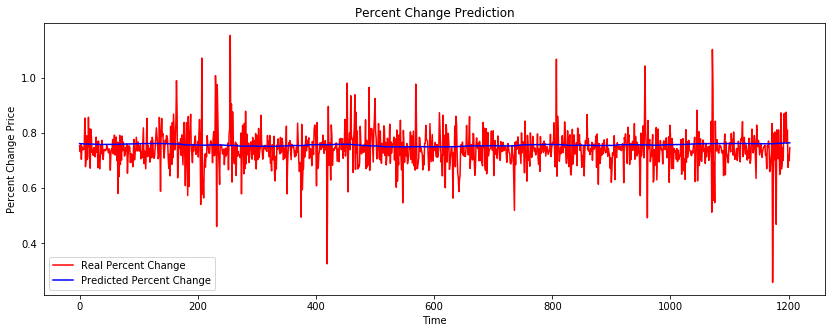 Percent Change Prediction
Percent Change Price
1.0
0.8
0.6
0.4
Real Percent Change
Predicted Percent Change
0 200 400 600 800 1000 1200
Time